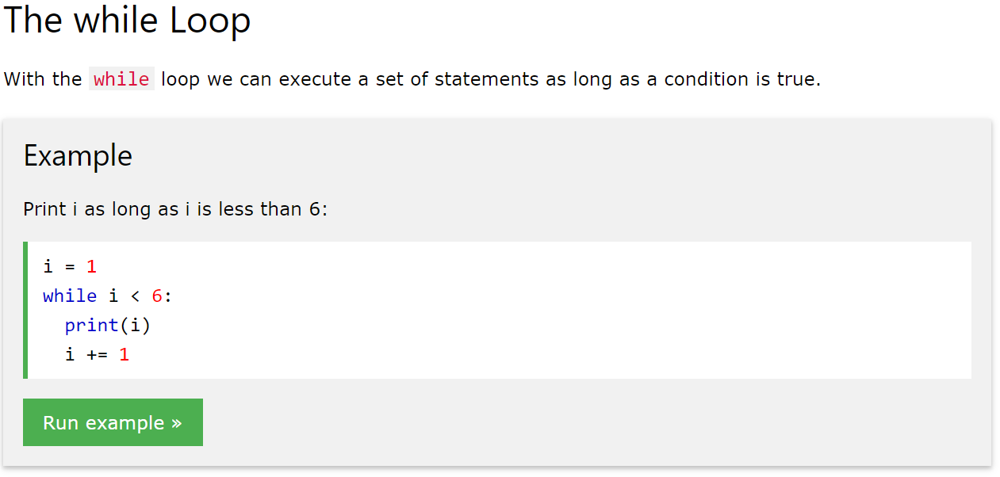 The while Loop
With the while loop we can execute a set of statements as long as a condition is true.
Example
Print i as long as i is less than 6:
i = 1
while i < 6:
  print(i)
  i += 1
Run example »